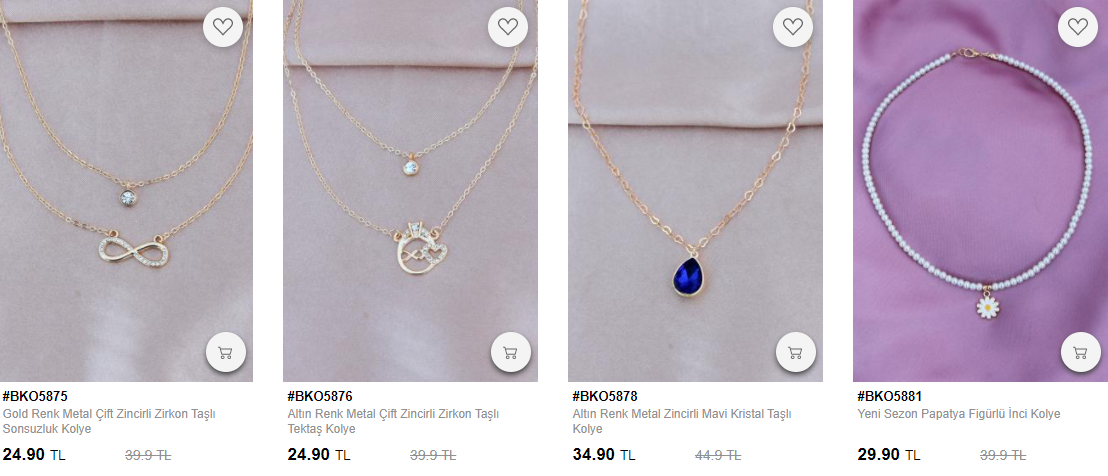 #BKO5875
Gold Renk Metal Çift Zincirli Zirkon Taşlı
Sonsuzluk Kolye
24.90 TL 39.9 TL
#BKO5876
Altın Renk Metal Çift Zincirli Zirkon Taşlı
Tektaş Kolye
24.90 TL 39.9 TL
#BKO5878
Altın Renk Metal Zincirli Mavi Kristal Taşlı
Kolye
34.90 TL 44.9 TL
#BKO5881
Yeni Sezon Papatya Figürlü İnci Kolye
29.90 TL 39.9 TL